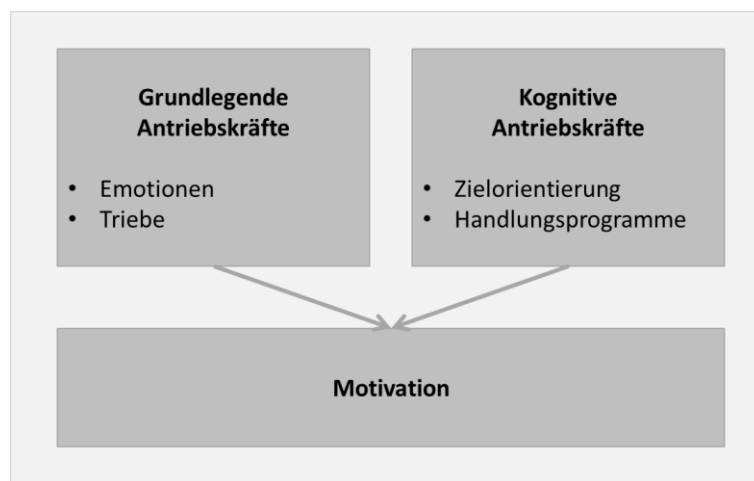 Grundlegende
Antriebskräfte
• Emotionen
• Triebe
Kognitive
Antriebskräfte
• Zielorientierung
• Handlungsprogramme
Motivation